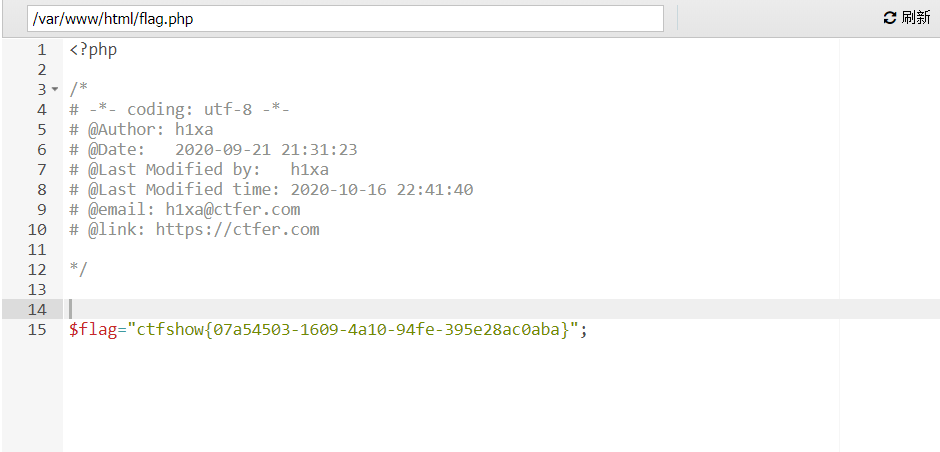 /var/www/html/flag.php 刷新
1 <?php
2
3 /*
4 # -*- coding: utf-8 -*-
5 # @Author: h1xa
6 # @Date:   2020-09-21 21:31:23
7 # @Last Modified by:   h1xa
8 # @Last Modified time: 2020-10-16 22:41:40
9 # @email: h1xa@ctfer.com
10 # @link: https://ctfer.com
11
12 */
13
14
15 $flag="ctfshow{07a54503-1609-4a10-94fe-395e28ac0aba}";